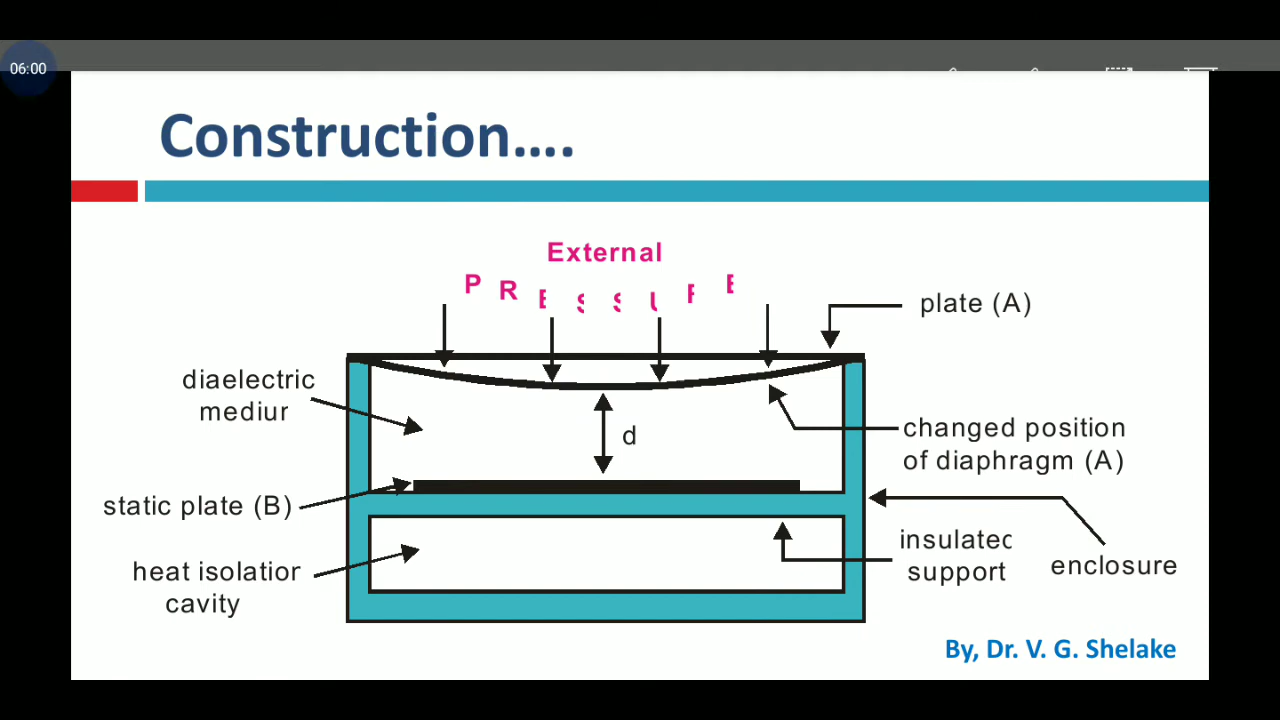 06:00
Construction....
External
P R E S S U R E
plate (A)
diaelectric
mediur
changed position
of diaphragm (A)
d
static plate (B)
insulatec
support
enclosure
heat isolatior
cavity
By, Dr. V. G. Shelake